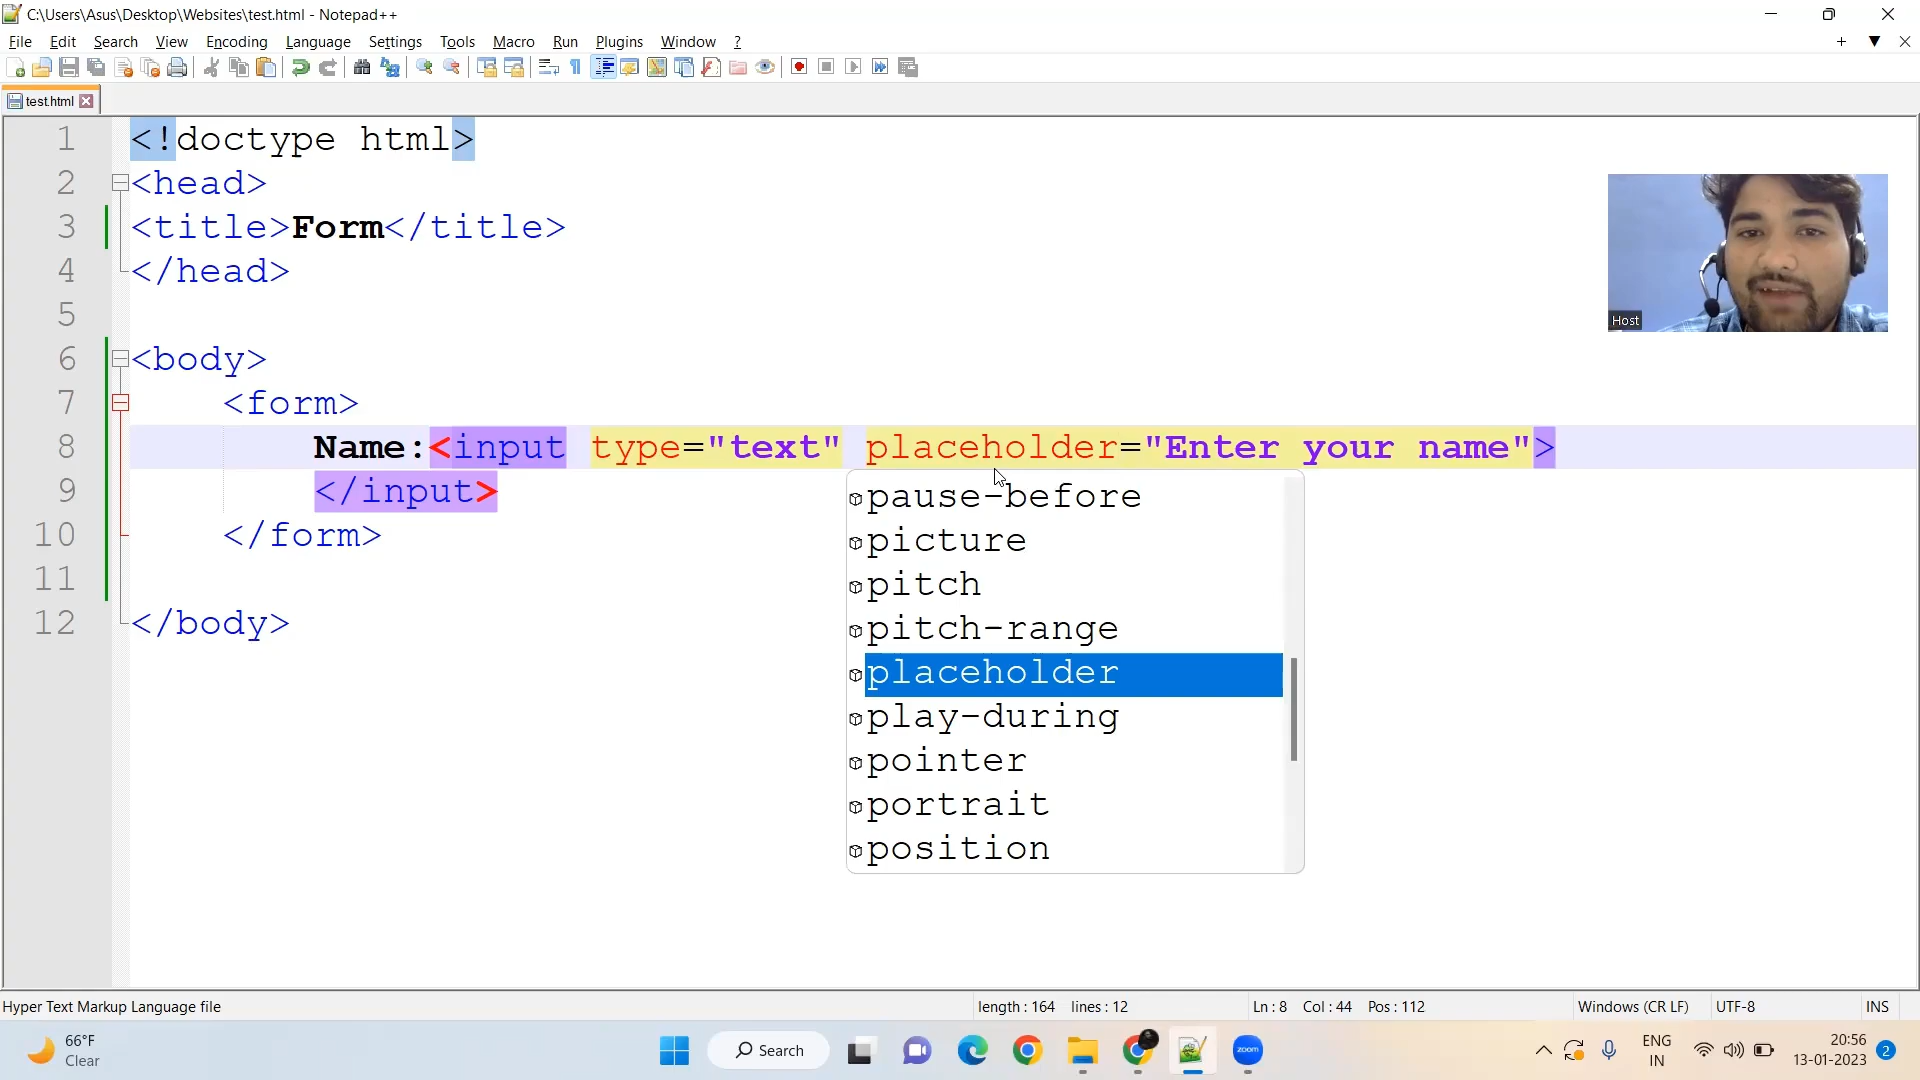 C:\Users\Asus\Desktop\Websites\test.html - Notepad++
File Edit Search View Encoding Language Settings Tools Macro Run Plugins Window ?
test.html
1 <!doctype html>
2 <head>
3 <title>Form</title>
4 </head>
5
6 <body>
7 <form>
8 Name:<input type="text" placeholder="Enter your name">
9 </input>
10 </form>
11
12 </body>
pause-before
picture
pitch
pitch-range
placeholder
play-during
pointer
portrait
position
Host
Hyper Text Markup Language file length : 164 lines : 12 Ln : 8 Col : 44 Pos : 112 Windows (CR LF) UTF-8 INS
66°F
Clear
Search
zoom
ENG
IN
20:56
13-01-2023
2